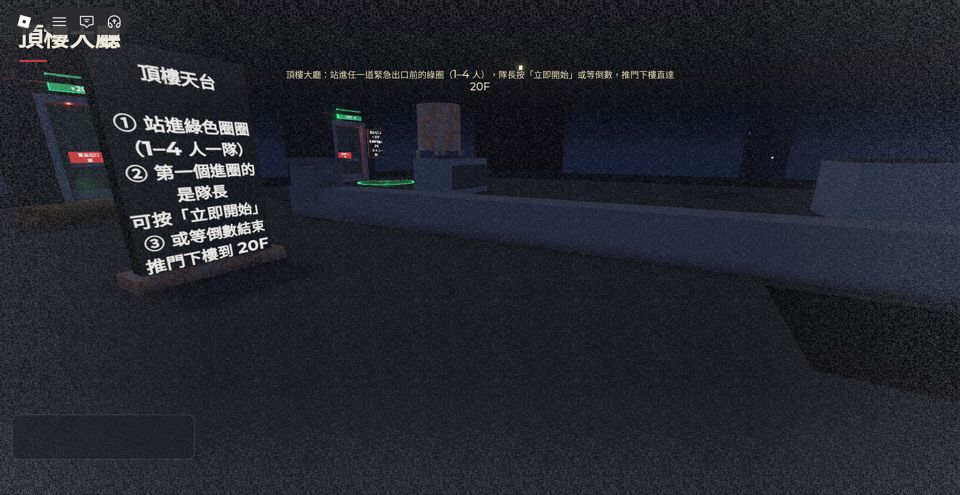 頂樓大廳
頂樓大廳：站進任一道緊急出口前的綠圈（1–4 人），隊長按「立即開始」或等倒數，推門下樓直達
20F
頂樓天台
① 站進綠色圈圈
（1–4 人一隊）
② 第一個進圈的
是隊長
可按「立即開始」
③ 或等倒數結束
推門下樓到 20F
緊急出口